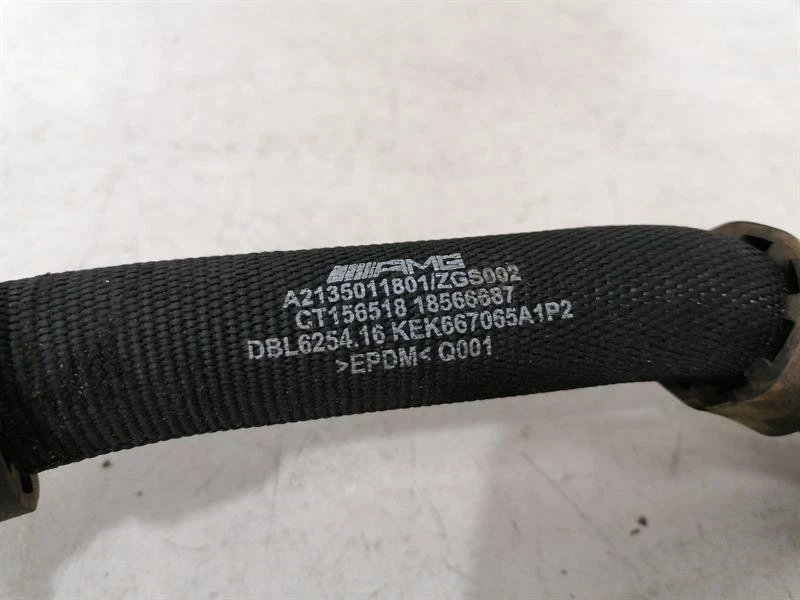 AMG
A2135011801/ZGS002
CT156518 18566687
DBL6254.16 KEK667065A1P2
>EPDM< Q001